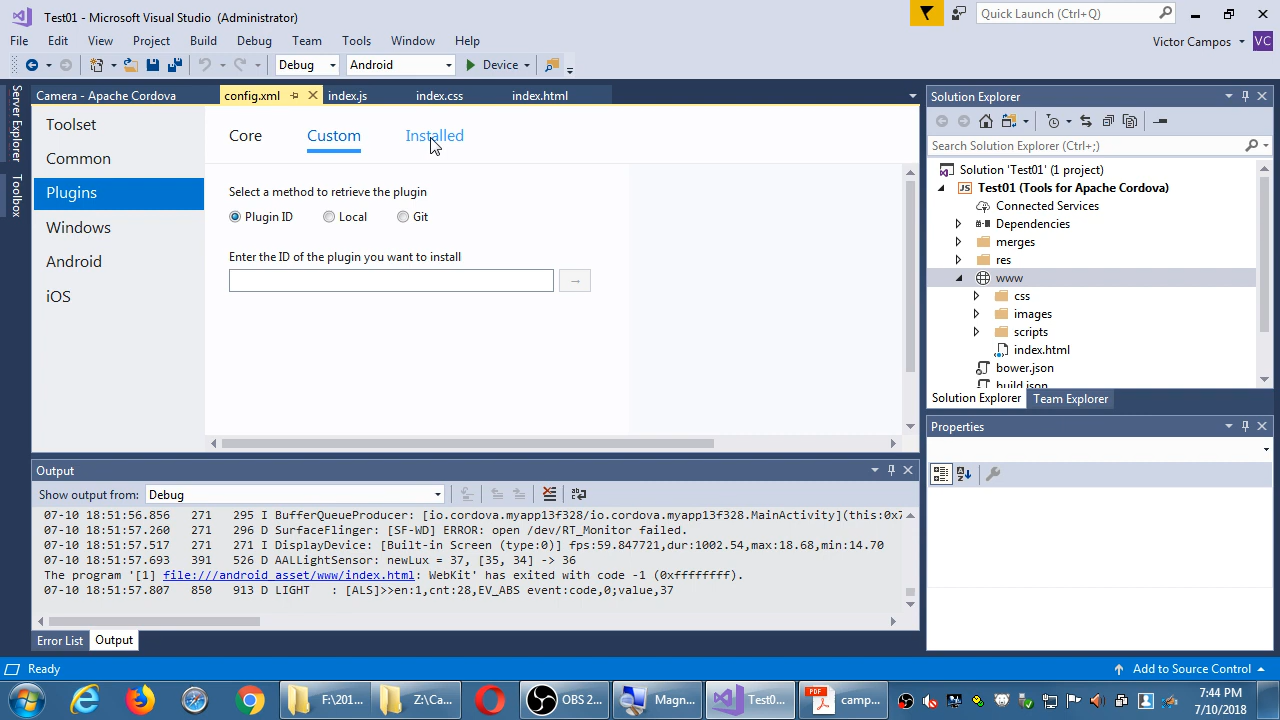 Test01 - Microsoft Visual Studio (Administrator)
Quick Launch (Ctrl+Q)
File Edit View Project Build Debug Team Tools Window Help
Victor Campos VC
Debug Android Device
Server Explorer
Toolbox
Camera - Apache Cordova config.xml index.js index.css index.html
Toolset
Common
Plugins
Windows
Android
iOS
Core Custom Installed
Select a method to retrieve the plugin
Plugin ID Local Git
Enter the ID of the plugin you want to install
→
Solution Explorer
Search Solution Explorer (Ctrl+;)
Solution 'Test01' (1 project)
JS Test01 (Tools for Apache Cordova)
Connected Services
Dependencies
merges
res
www
css
images
scripts
index.html
bower.json
build.json
Solution Explorer Team Explorer
Properties
Output
Show output from: Debug
07-10 18:51:56.856 271 295 I BufferQueueProducer: [io.cordova.myapp13f328/io.cordova.myapp13f328.MainActivity](this:0x7
07-10 18:51:57.260 296 D SurfaceFlinger: [SF-WD] ERROR: open /dev/RT_Monitor failed.
07-10 18:51:57.517 271 271 I DisplayDevice: [Built-in Screen (type:0)] fps:59.847721,dur:1002.54,max:18.68,min:14.70
07-10 18:51:57.693 391 526 D AALLightSensor: newLux = 37, [35, 34] -> 36
The program '[1] file:///android_asset/www/index.html: WebKit' has exited with code -1 (0xffffffff).
07-10 18:51:57.807 850 913 D LIGHT : [ALS]>>en:1,cnt:28,EV_ABS event:code,0;value,37
Error List Output
Ready
Add to Source Control
F:\201... Z:\Ca... OBS 2... Magn... Test0... PDF camp...
7:44 PM
7/10/2018